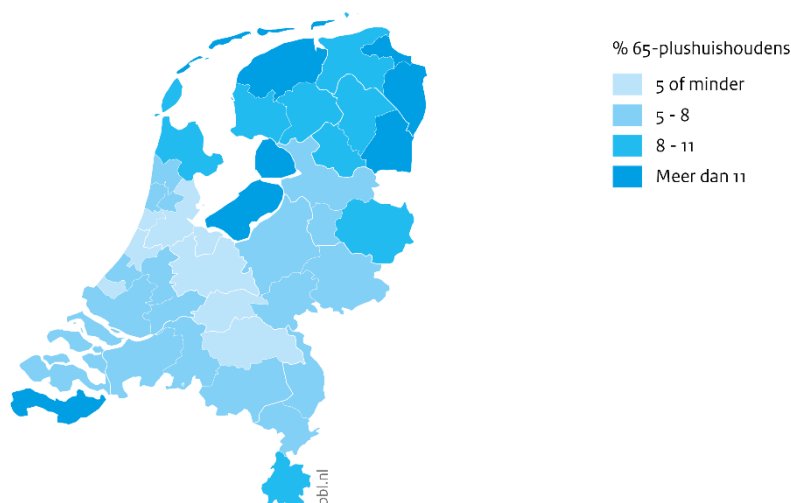 % 65-plushuishoudens
5 of minder
5 - 8
8 - 11
Meer dan 11
pbl.nl